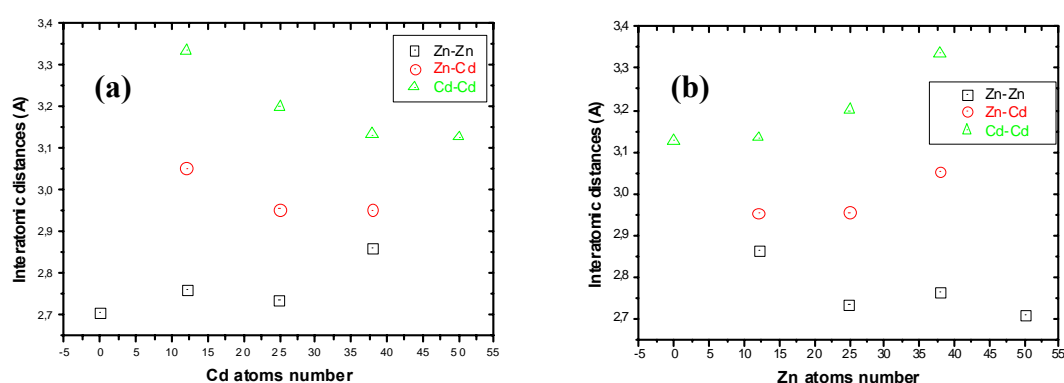 (a)
Interatomic distances (A)
3,4
3,3
3,2
3,1
3,0
2,9
2,8
2,7
-5 0 5 10 15 20 25 30 35 40 45 50 55
Cd atoms number
Zn-Zn
Zn-Cd
Cd-Cd
(b)
Interatomic distances (A)
3,4
3,3
3,2
3,1
3,0
2,9
2,8
2,7
-5 0 5 10 15 20 25 30 35 40 45 50 55
Zn atoms number
Zn-Zn
Zn-Cd
Cd-Cd